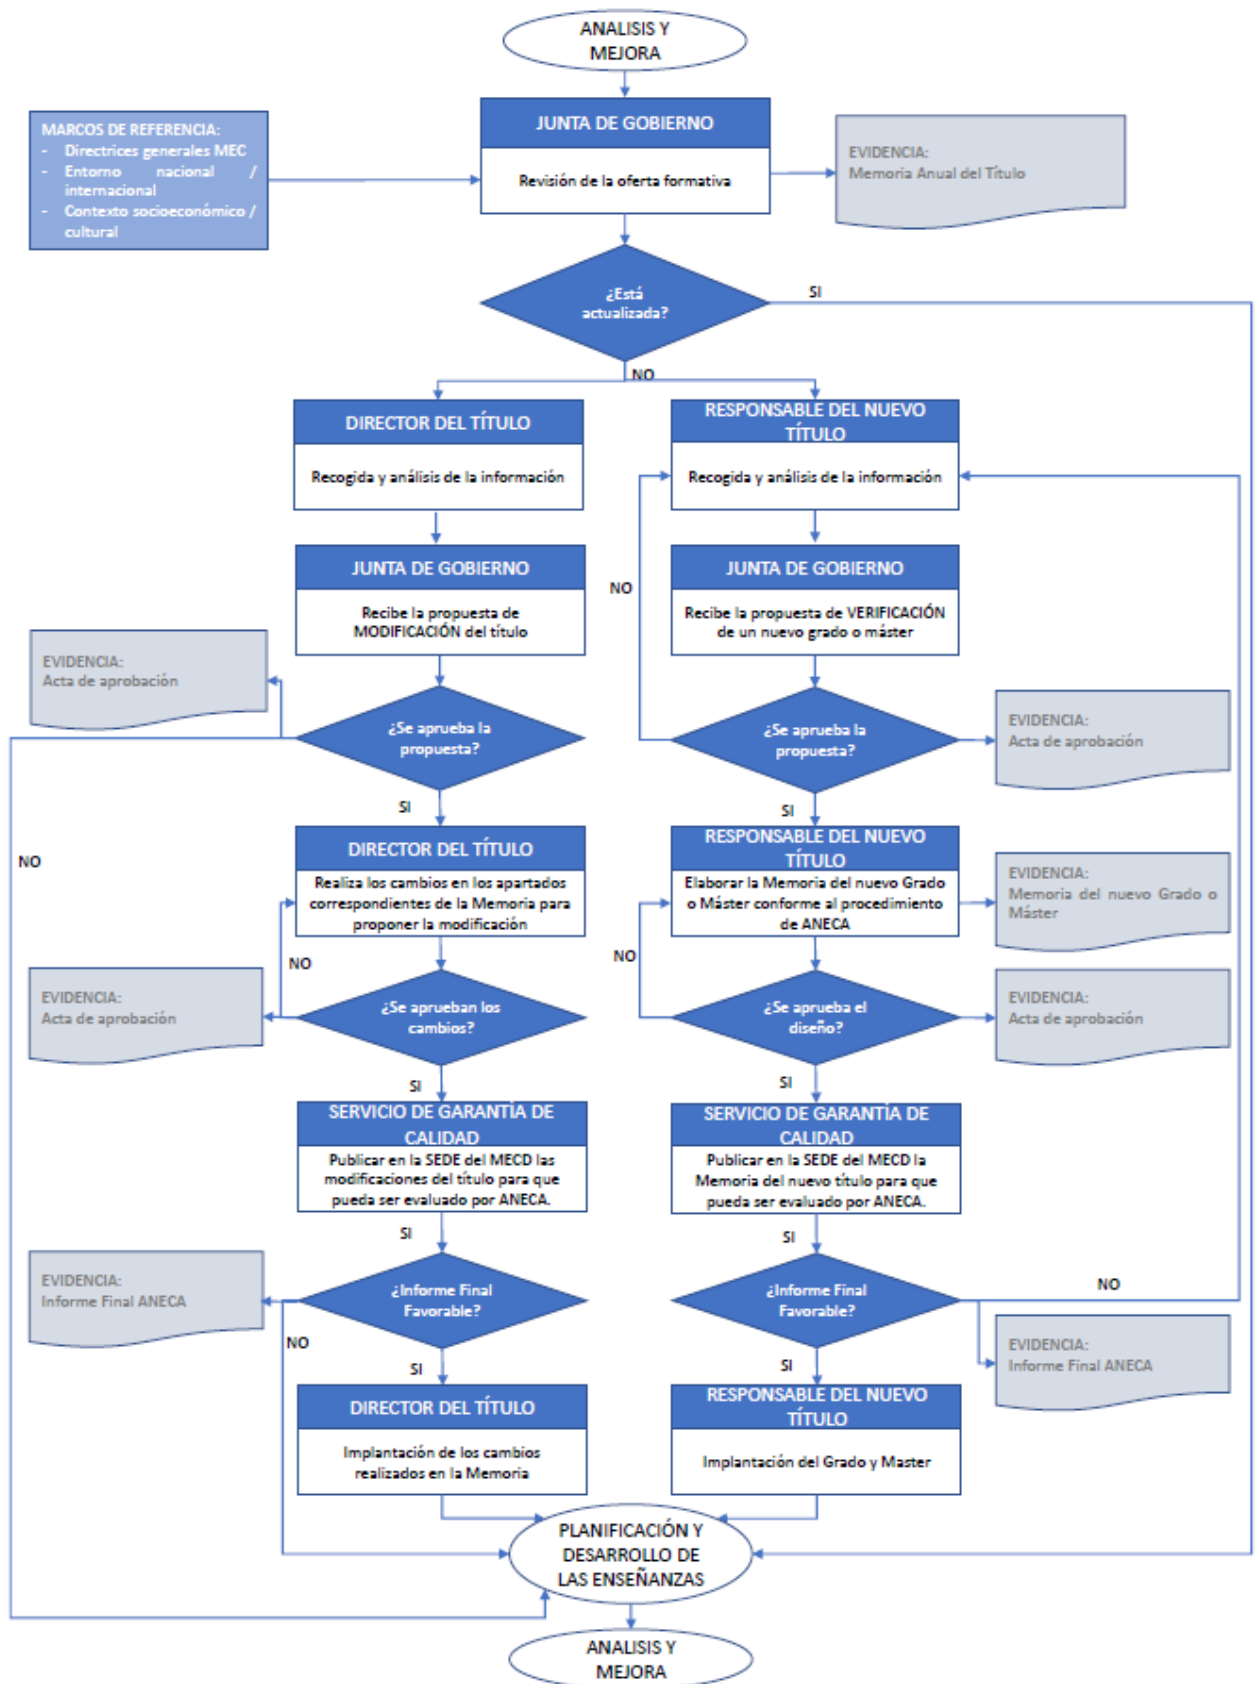 ANALISIS Y
MEJORA
JUNTA DE GOBIERNO
Revisión de la oferta formativa
MARCOS DE REFERENCIA:
- Directrices generales MEC
- Entorno nacional /
internacional
- Contexto socioeconómico /
cultural
EVIDENCIA:
Memoria Anual del Título
¿Está
actualizada?
SI
NO
DIRECTOR DEL TÍTULO
Recogida y análisis de la información
RESPONSABLE DEL NUEVO
TÍTULO
Recogida y análisis de la información
JUNTA DE GOBIERNO
Recibe la propuesta de
MODIFICACIÓN del título
NO
JUNTA DE GOBIERNO
Recibe la propuesta de VERIFICACIÓN
de un nuevo grado o máster
EVIDENCIA:
Acta de aprobación
¿Se aprueba la
propuesta?
¿Se aprueba la
propuesta?
EVIDENCIA:
Acta de aprobación
SI
SI
NO
DIRECTOR DEL TÍTULO
Realiza los cambios en los apartados
correspondientes de la Memoria para
proponer la modificación
RESPONSABLE DEL NUEVO
TÍTULO
Elaborar la Memoria del nuevo Grado
o Máster conforme al procedimiento
de ANECA
EVIDENCIA:
Memoria del nuevo Grado o
Máster
NO
NO
EVIDENCIA:
Acta de aprobación
¿Se aprueban los
cambios?
¿Se aprueba el
diseño?
EVIDENCIA:
Acta de aprobación
SI
SI
SERVICIO DE GARANTÍA DE
CALIDAD
Publicar en la SEDE del MECD las
modificaciones del título para que
pueda ser evaluado por ANECA.
SERVICIO DE GARANTÍA DE
CALIDAD
Publicar en la SEDE del MECD la
Memoria del nuevo título para que
pueda ser evaluado por ANECA.
SI
SI
EVIDENCIA:
Informe Final ANECA
¿Informe Final
Favorable?
¿Informe Final
Favorable?
NO
NO
EVIDENCIA:
Informe Final ANECA
SI
SI
DIRECTOR DEL TÍTULO
Implantación de los cambios
realizados en la Memoria
RESPONSABLE DEL NUEVO
TÍTULO
Implantación del Grado y Master
PLANIFICACIÓN Y
DESARROLLO DE
LAS ENSEÑANZAS
ANALISIS Y
MEJORA